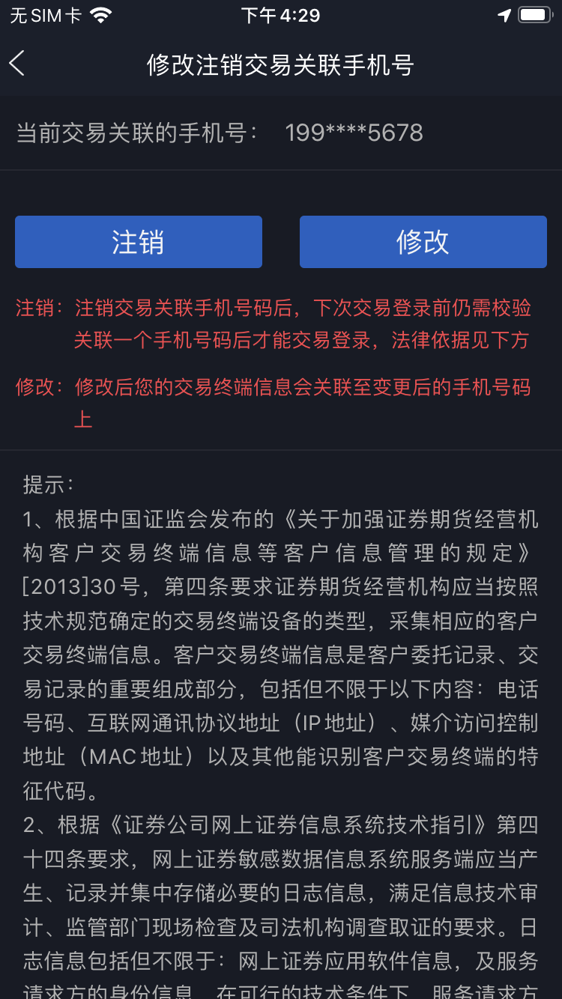 无SIM卡
下午4:29
修改注销交易关联手机号
当前交易关联的手机号： 199****5678
注销 修改
注销：注销交易关联手机号码后，下次交易登录前仍需校验
关联一个手机号码后才能交易登录，法律依据见下方
修改：修改后您的交易终端信息会关联至变更后的手机号码
上
提示：
1、根据中国证监会发布的《关于加强证券期货经营机
构客户交易终端信息等客户信息管理的规定》
[2013]30号，第四条要求证券期货经营机构应当按照
技术规范确定的交易终端设备的类型，采集相应的客户
交易终端信息。客户交易终端信息是客户委托记录、交
易记录的重要组成部分，包括但不限于以下内容：电话
号码、互联网通讯协议地址（IP地址）、媒介访问控制
地址（MAC地址）以及其他能识别客户交易终端的特
征代码。
2、根据《证券公司网上证券信息系统技术指引》第四
十四条要求，网上证券敏感数据信息系统服务端应当产
生、记录并集中存储必要的日志信息，满足信息技术审
计、监管部门现场检查及司法机构调查取证的要求。日
志信息包括但不限于：网上证券应用软件信息，及服务
请求方的身份信息，在可行的技术条件下，服务请求方